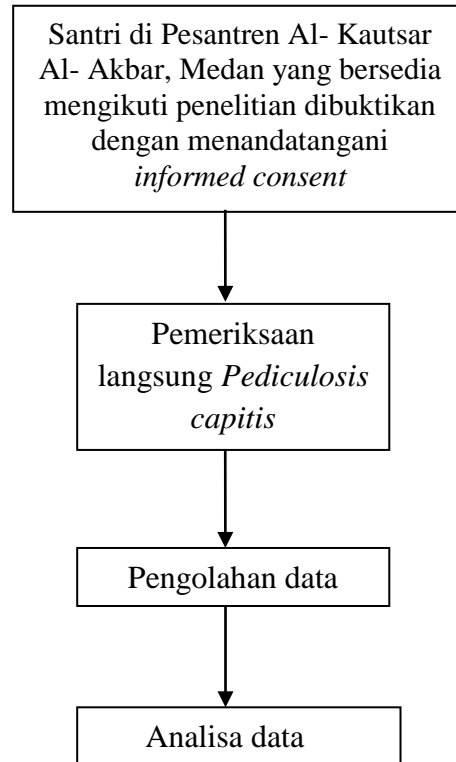 Santri di Pesantren Al- Kautsar
Al- Akbar, Medan yang bersedia
mengikuti penelitian dibuktikan
dengan menandatangani
informed consent
Pemeriksaan
langsung Pediculosis
capitis
Pengolahan data
Analisa data